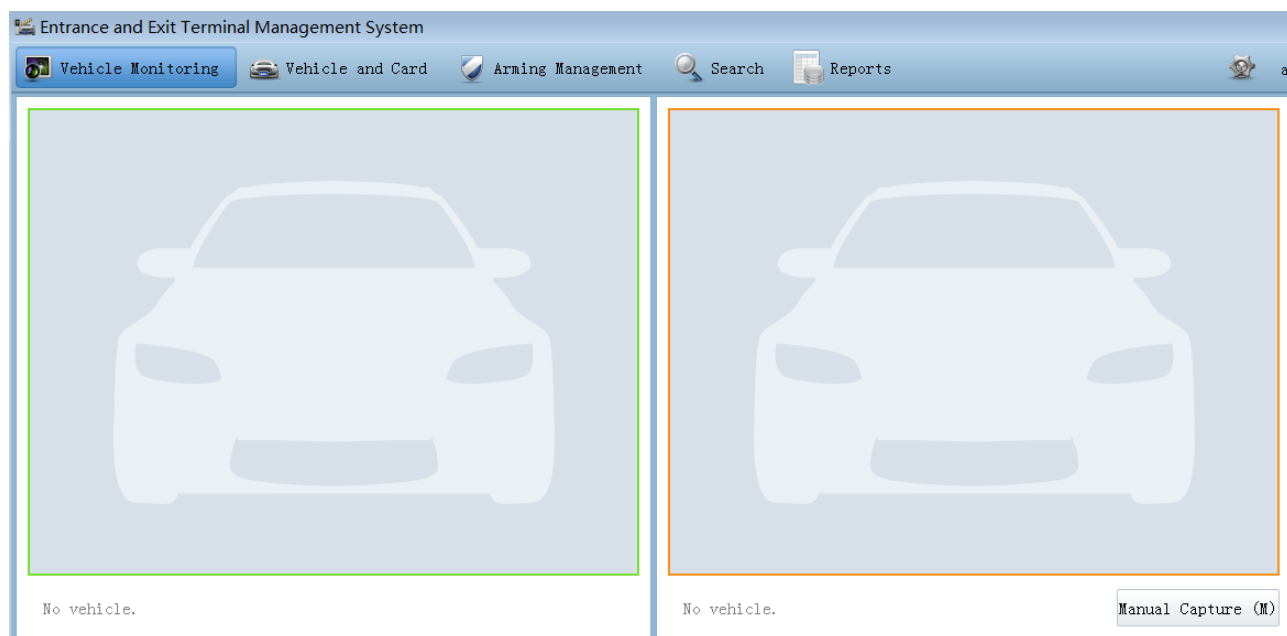 Entrance and Exit Terminal Management System
Vehicle Monitoring Vehicle and Card Arming Management Search Reports
No vehicle. No vehicle. Manual Capture (M)